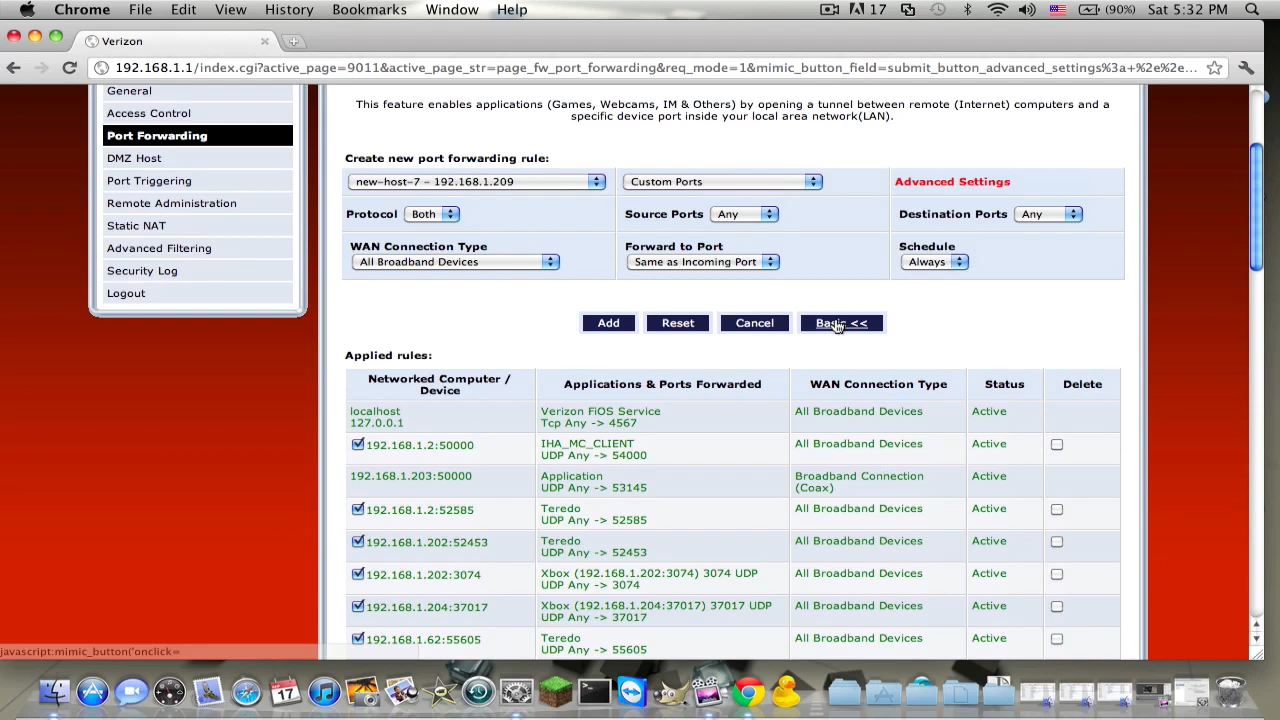 Chrome File Edit View History Bookmarks Window Help 17 (90%) Sat 5:32 PM
Verizon
192.168.1.1/index.cgi?active_page=9011&active_page_str=page_fw_port_forwarding&req_mode=1&mimic_button_field=submit_button_advanced_settings%3a+%2e%2e...
General
Access Control
Port Forwarding
DMZ Host
Port Triggering
Remote Administration
Static NAT
Advanced Filtering
Security Log
Logout
This feature enables applications (Games, Webcams, IM & Others) by opening a tunnel between remote (Internet) computers and a
specific device port inside your local area network(LAN).
Create new port forwarding rule:
new-host-7 – 192.168.1.209 Custom Ports Advanced Settings
Protocol Both Source Ports Any Destination Ports Any
WAN Connection Type Forward to Port Schedule
All Broadband Devices Same as Incoming Port Always
Add Reset Cancel Basic <<
Applied rules:
Networked Computer / Device Applications & Ports Forwarded WAN Connection Type Status Delete
localhost Verizon FiOS Service All Broadband Devices Active
127.0.0.1 Tcp Any -> 4567
192.168.1.2:50000 IHA_MC_CLIENT All Broadband Devices Active
UDP Any -> 54000
192.168.1.203:50000 Application Broadband Connection Active
UDP Any -> 53145 (Coax)
192.168.1.2:52585 Teredo All Broadband Devices Active
UDP Any -> 52585
192.168.1.202:52453 Teredo All Broadband Devices Active
UDP Any -> 52453
192.168.1.202:3074 Xbox (192.168.1.202:3074) 3074 UDP All Broadband Devices Active
UDP Any -> 3074
192.168.1.204:37017 Xbox (192.168.1.204:37017) 37017 UDP All Broadband Devices Active
UDP Any -> 37017
192.168.1.62:55605 Teredo All Broadband Devices Active
UDP Any -> 55605
javascript:mimic_button('onclick=
17